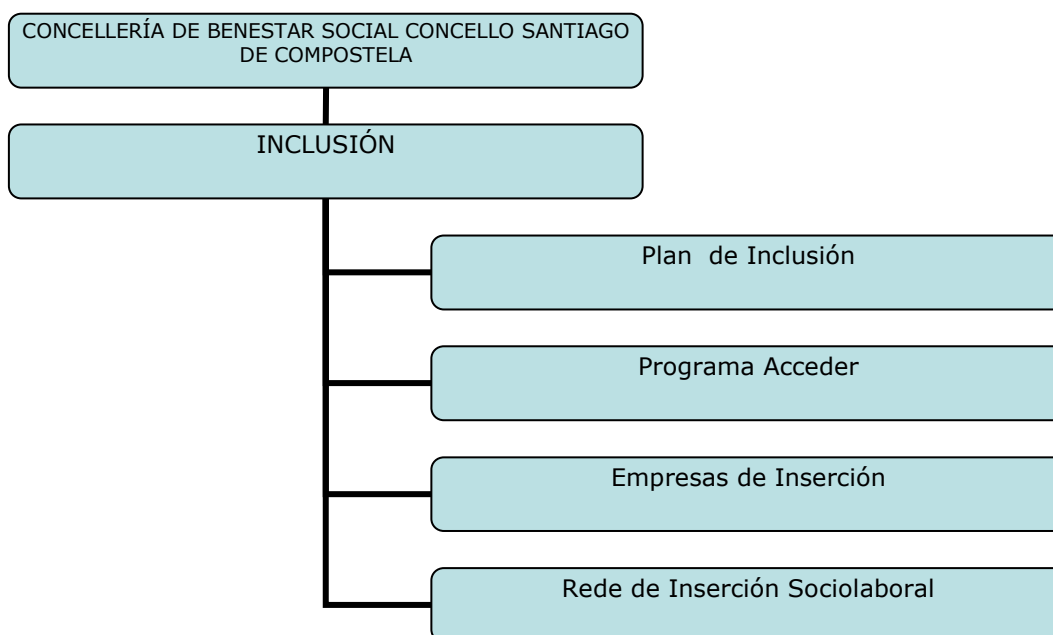 CONCELLERÍA DE BENESTAR SOCIAL CONCELLO SANTIAGO
DE COMPOSTELA
INCLUSIÓN
Plan de Inclusión
Programa Acceder
Empresas de Inserción
Rede de Inserción Sociolaboral